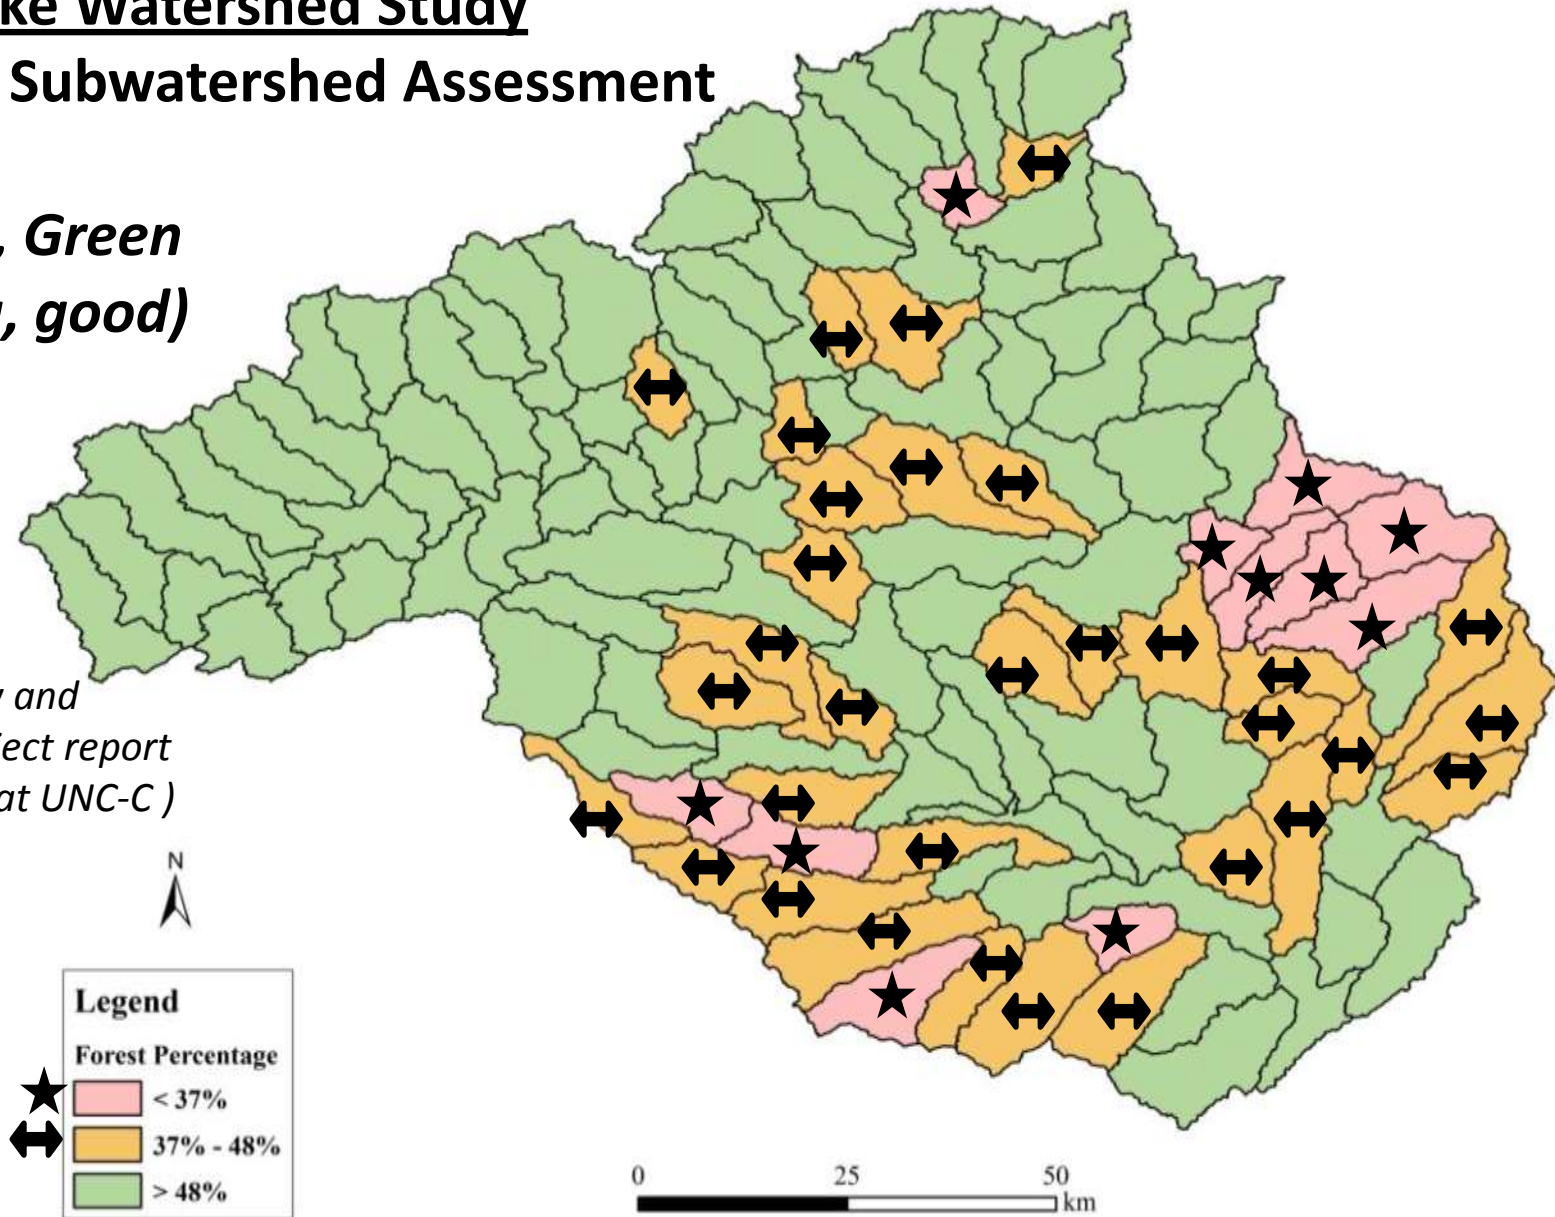 ke Watershed Study
Subwatershed Assessment
, Green
, good)
and
ject report
at UNC-C )
N
Legend
Forest Percentage
< 37%
37% - 48%
> 48%
0 25 50
km